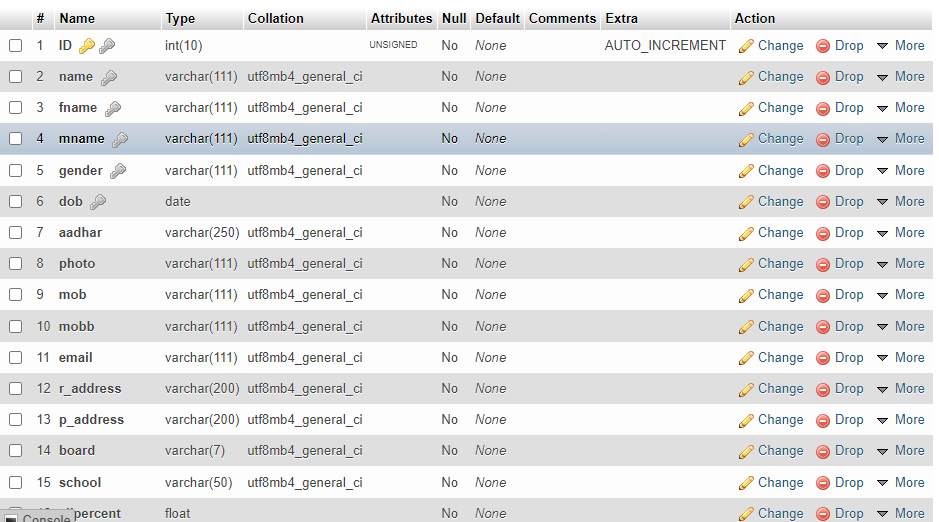 # Name Type Collation Attributes Null Default Comments Extra Action
1 ID int(10) UNSIGNED No None AUTO_INCREMENT Change Drop More
2 name varchar(111) utf8mb4_general_ci No None Change Drop More
3 fname varchar(111) utf8mb4_general_ci No None Change Drop More
4 mname varchar(111) utf8mb4_general_ci No None Change Drop More
5 gender varchar(111) utf8mb4_general_ci No None Change Drop More
6 dob date No None Change Drop More
7 aadhar varchar(250) utf8mb4_general_ci No None Change Drop More
8 photo varchar(111) utf8mb4_general_ci No None Change Drop More
9 mob varchar(111) utf8mb4_general_ci No None Change Drop More
10 mobb varchar(111) utf8mb4_general_ci No None Change Drop More
11 email varchar(111) utf8mb4_general_ci No None Change Drop More
12 r_address varchar(200) utf8mb4_general_ci No None Change Drop More
13 p_address varchar(200) utf8mb4_general_ci No None Change Drop More
14 board varchar(7) utf8mb4_general_ci No None Change Drop More
15 school varchar(50) utf8mb4_general_ci No None Change Drop More
float No None Change Drop More
Console